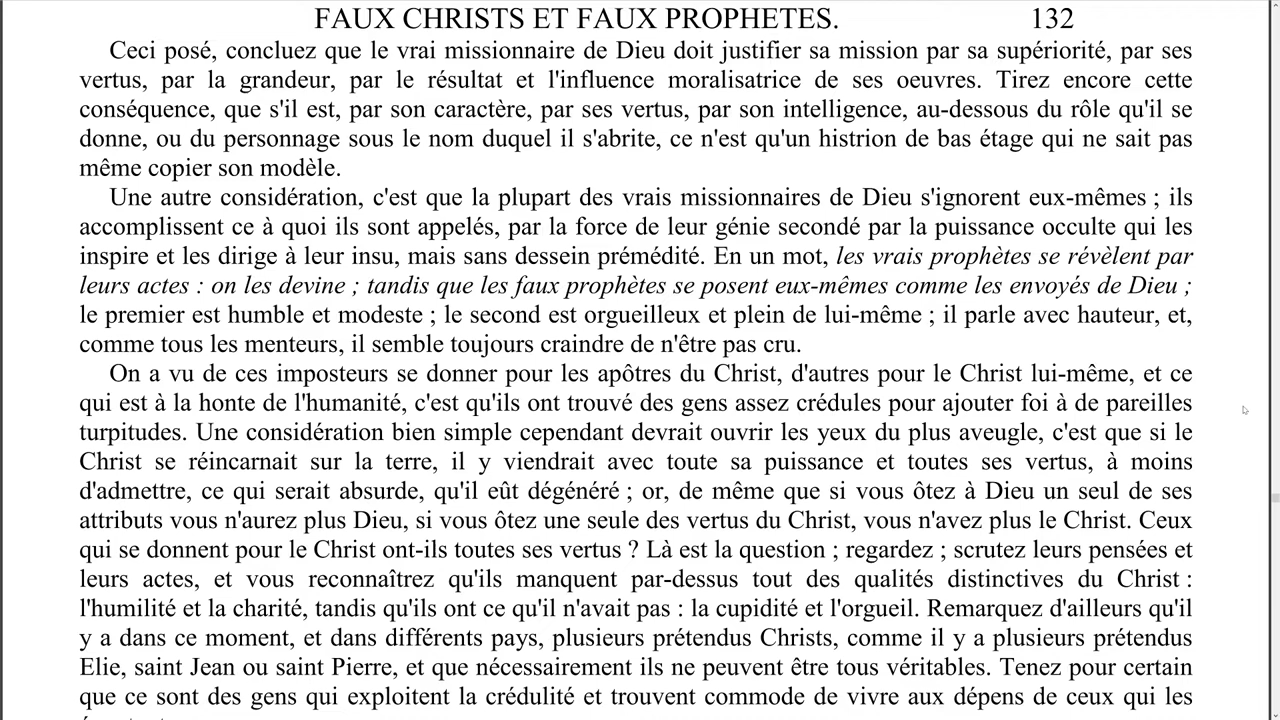 FAUX CHRISTS ET FAUX PROPHETES. 132
Ceci posé, concluez que le vrai missionnaire de Dieu doit justifier sa mission par sa supériorité, par ses
vertus, par la grandeur, par le résultat et l'influence moralisatrice de ses oeuvres. Tirez encore cette
conséquence, que s'il est, par son caractère, par ses vertus, par son intelligence, au-dessous du rôle qu'il se
donne, ou du personnage sous le nom duquel il s'abrite, ce n'est qu'un histrion de bas étage qui ne sait pas
même copier son modèle.
Une autre considération, c'est que la plupart des vrais missionnaires de Dieu s'ignorent eux-mêmes ; ils
accomplissent ce à quoi ils sont appelés, par la force de leur génie secondé par la puissance occulte qui les
inspire et les dirige à leur insu, mais sans dessein prémédité. En un mot, les vrais prophètes se révèlent par
leurs actes : on les devine ; tandis que les faux prophètes se posent eux-mêmes comme les envoyés de Dieu ;
le premier est humble et modeste ; le second est orgueilleux et plein de lui-même ; il parle avec hauteur, et,
comme tous les menteurs, il semble toujours craindre de n'être pas cru.
On a vu de ces imposteurs se donner pour les apôtres du Christ, d'autres pour le Christ lui-même, et ce
qui est à la honte de l'humanité, c'est qu'ils ont trouvé des gens assez crédules pour ajouter foi à de pareilles
turpitudes. Une considération bien simple cependant devrait ouvrir les yeux du plus aveugle, c'est que si le
Christ se réincarnait sur la terre, il y viendrait avec toute sa puissance et toutes ses vertus, à moins
d'admettre, ce qui serait absurde, qu'il eût dégénéré ; or, de même que si vous ôtez à Dieu un seul de ses
attributs vous n'aurez plus Dieu, si vous ôtez une seule des vertus du Christ, vous n'avez plus le Christ. Ceux
qui se donnent pour le Christ ont-ils toutes ses vertus ? Là est la question ; regardez ; scrutez leurs pensées et
leurs actes, et vous reconnaîtrez qu'ils manquent par-dessus tout des qualités distinctives du Christ :
l'humilité et la charité, tandis qu'ils ont ce qu'il n'avait pas : la cupidité et l'orgueil. Remarquez d'ailleurs qu'il
y a dans ce moment, et dans différents pays, plusieurs prétendus Christs, comme il y a plusieurs prétendus
Elie, saint Jean ou saint Pierre, et que nécessairement ils ne peuvent être tous véritables. Tenez pour certain
que ce sont des gens qui exploitent la crédulité et trouvent commode de vivre aux dépens de ceux qui les